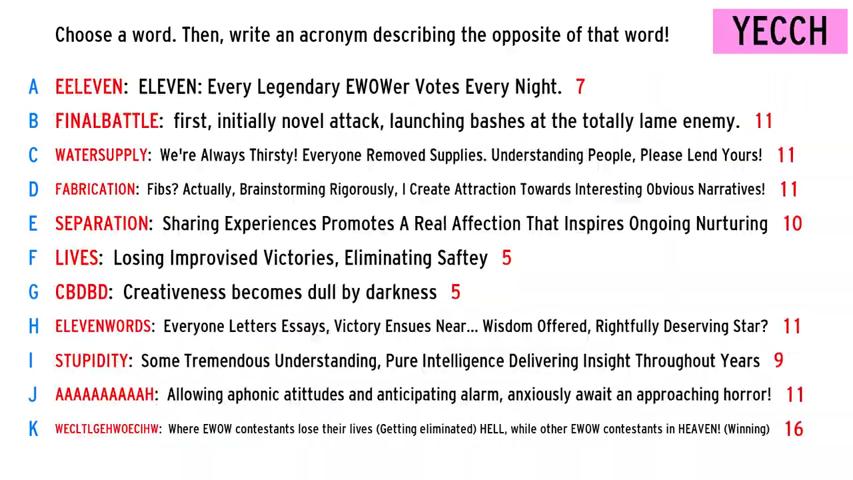 Choose a word. Then, write an acronym describing the opposite of that word!
YECCH
A EELEVEN: ELEVEN: Every Legendary EWOWer Votes Every Night. 7
B FINALBATTLE: first, initially novel attack, launching bashes at the totally lame enemy. 11
C WATERSUPPLY: We're Always Thirsty! Everyone Removed Supplies. Understanding People, Please Lend Yours! 11
D FABRICATION: Fibs? Actually, Brainstorming Rigorously, I Create Attraction Towards Interesting Obvious Narratives! 11
E SEPARATION: Sharing Experiences Promotes A Real Affection That Inspires Ongoing Nurturing 10
F LIVES: Losing Improvised Victories, Eliminating Saftey 5
G CBDBD: Creativeness becomes dull by darkness 5
H ELEVENWORDS: Everyone Letters Essays, Victory Ensues Near... Wisdom Offered, Rightfully Deserving Star? 11
I STUPIDITY: Some Tremendous Understanding, Pure Intelligence Delivering Insight Throughout Years 9
J AAAAAAAAAAH: Allowing aphonic atitudes and anticipating alarm, anxiously await an approaching horror! 11
K WECLTLGEHWOECIHW: Where EWOW contestants lose their lives (Getting eliminated) HELL, while other EWOW contestants in HEAVEN! (Winning) 16